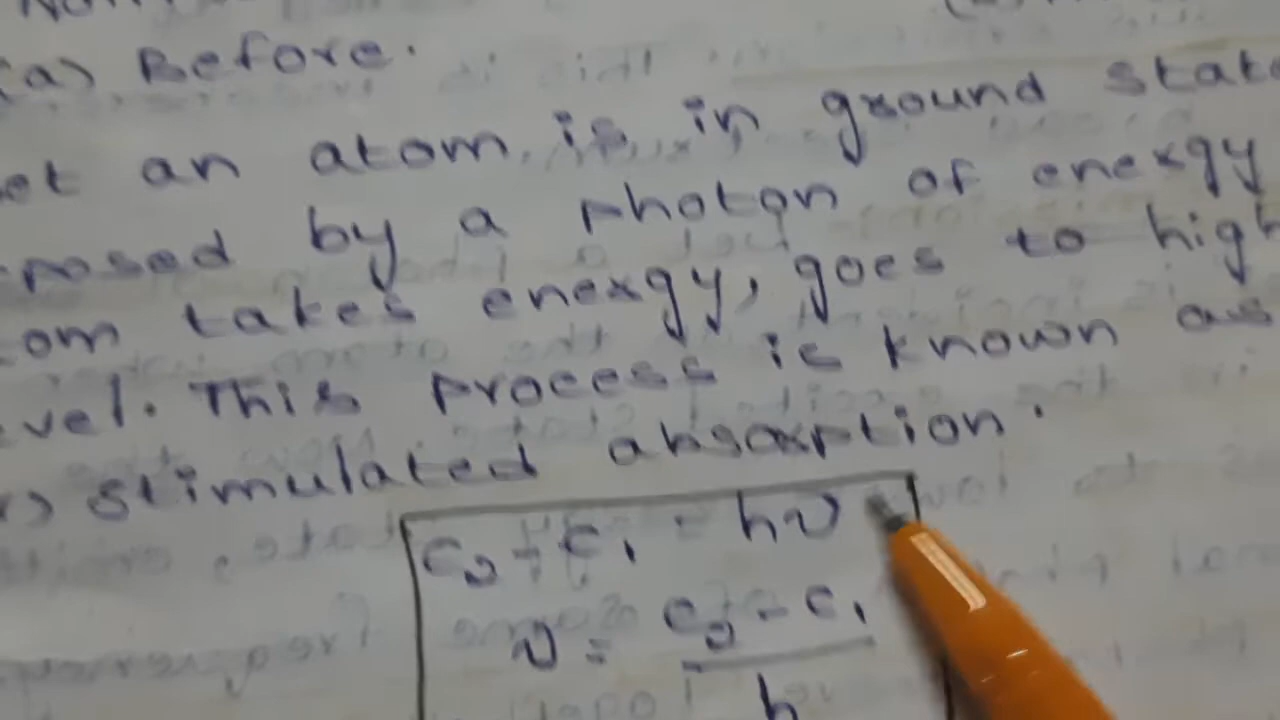 (a) Before.
et an atom is in ground state
posed by a photon of energy
om takes energy, goes to high
vel. This process is known as
r) stimulated absorption.
E₂ - E₁ = hν
ν = E₂ - E₁
h